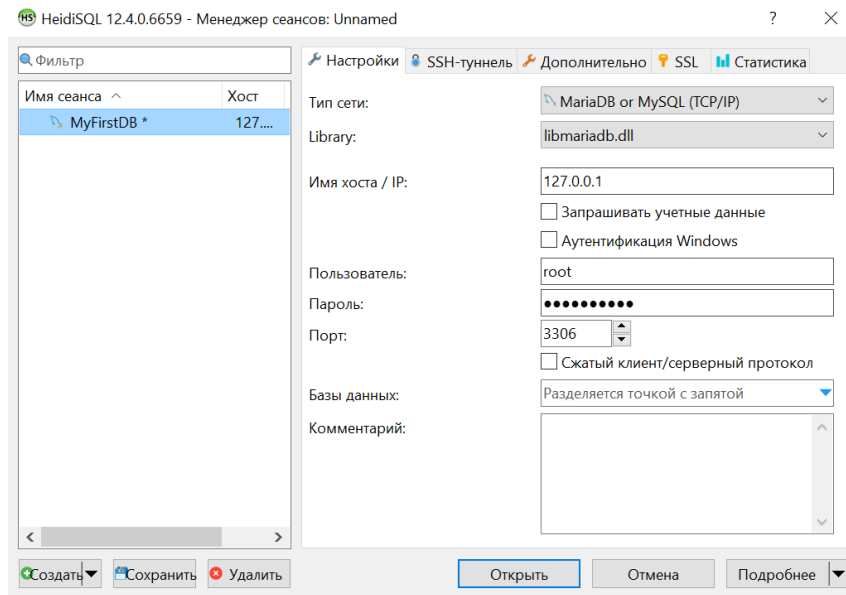 HS HeidiSQL 12.4.0.6659 - Менеджер сеансов: Unnamed ?
Фильтр
Имя сеанса Хост
MyFirstDB * 127....
Настройки SSH-туннель Дополнительно SSL Статистика
Тип сети: MariaDB or MySQL (TCP/IP)
Library: libmariadb.dll
Имя хоста / IP: 127.0.0.1
Запрашивать учетные данные
Аутентификация Windows
Пользователь: root
Пароль: ●●●●●●●●●●
Порт: 3306
Сжатый клиент/серверный протокол
Базы данных: Разделяется точкой с запятой
Комментарий:
Создать Сохранить Удалить Открыть Отмена Подробнее